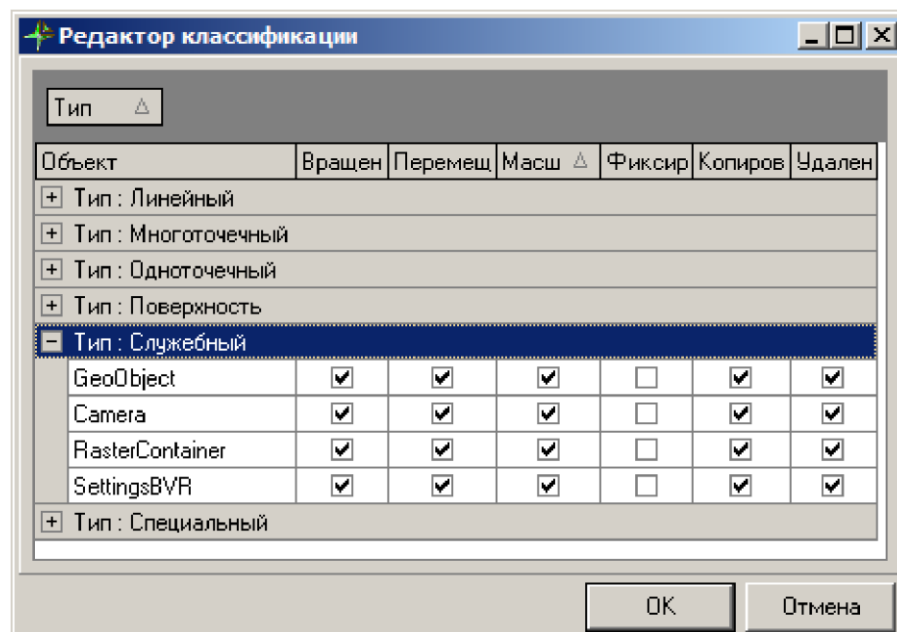 Редактор классификации
Тип
Объект Вращен Перемещ Масш Фиксир Копиров Удален
Тип : Линейный
Тип : Многоточечный
Тип : Одноточечный
Тип : Поверхность
Тип : Служебный
GeoObject
Camera
RasterContainer
SettingsBVR
Тип : Специальный
OK Отмена